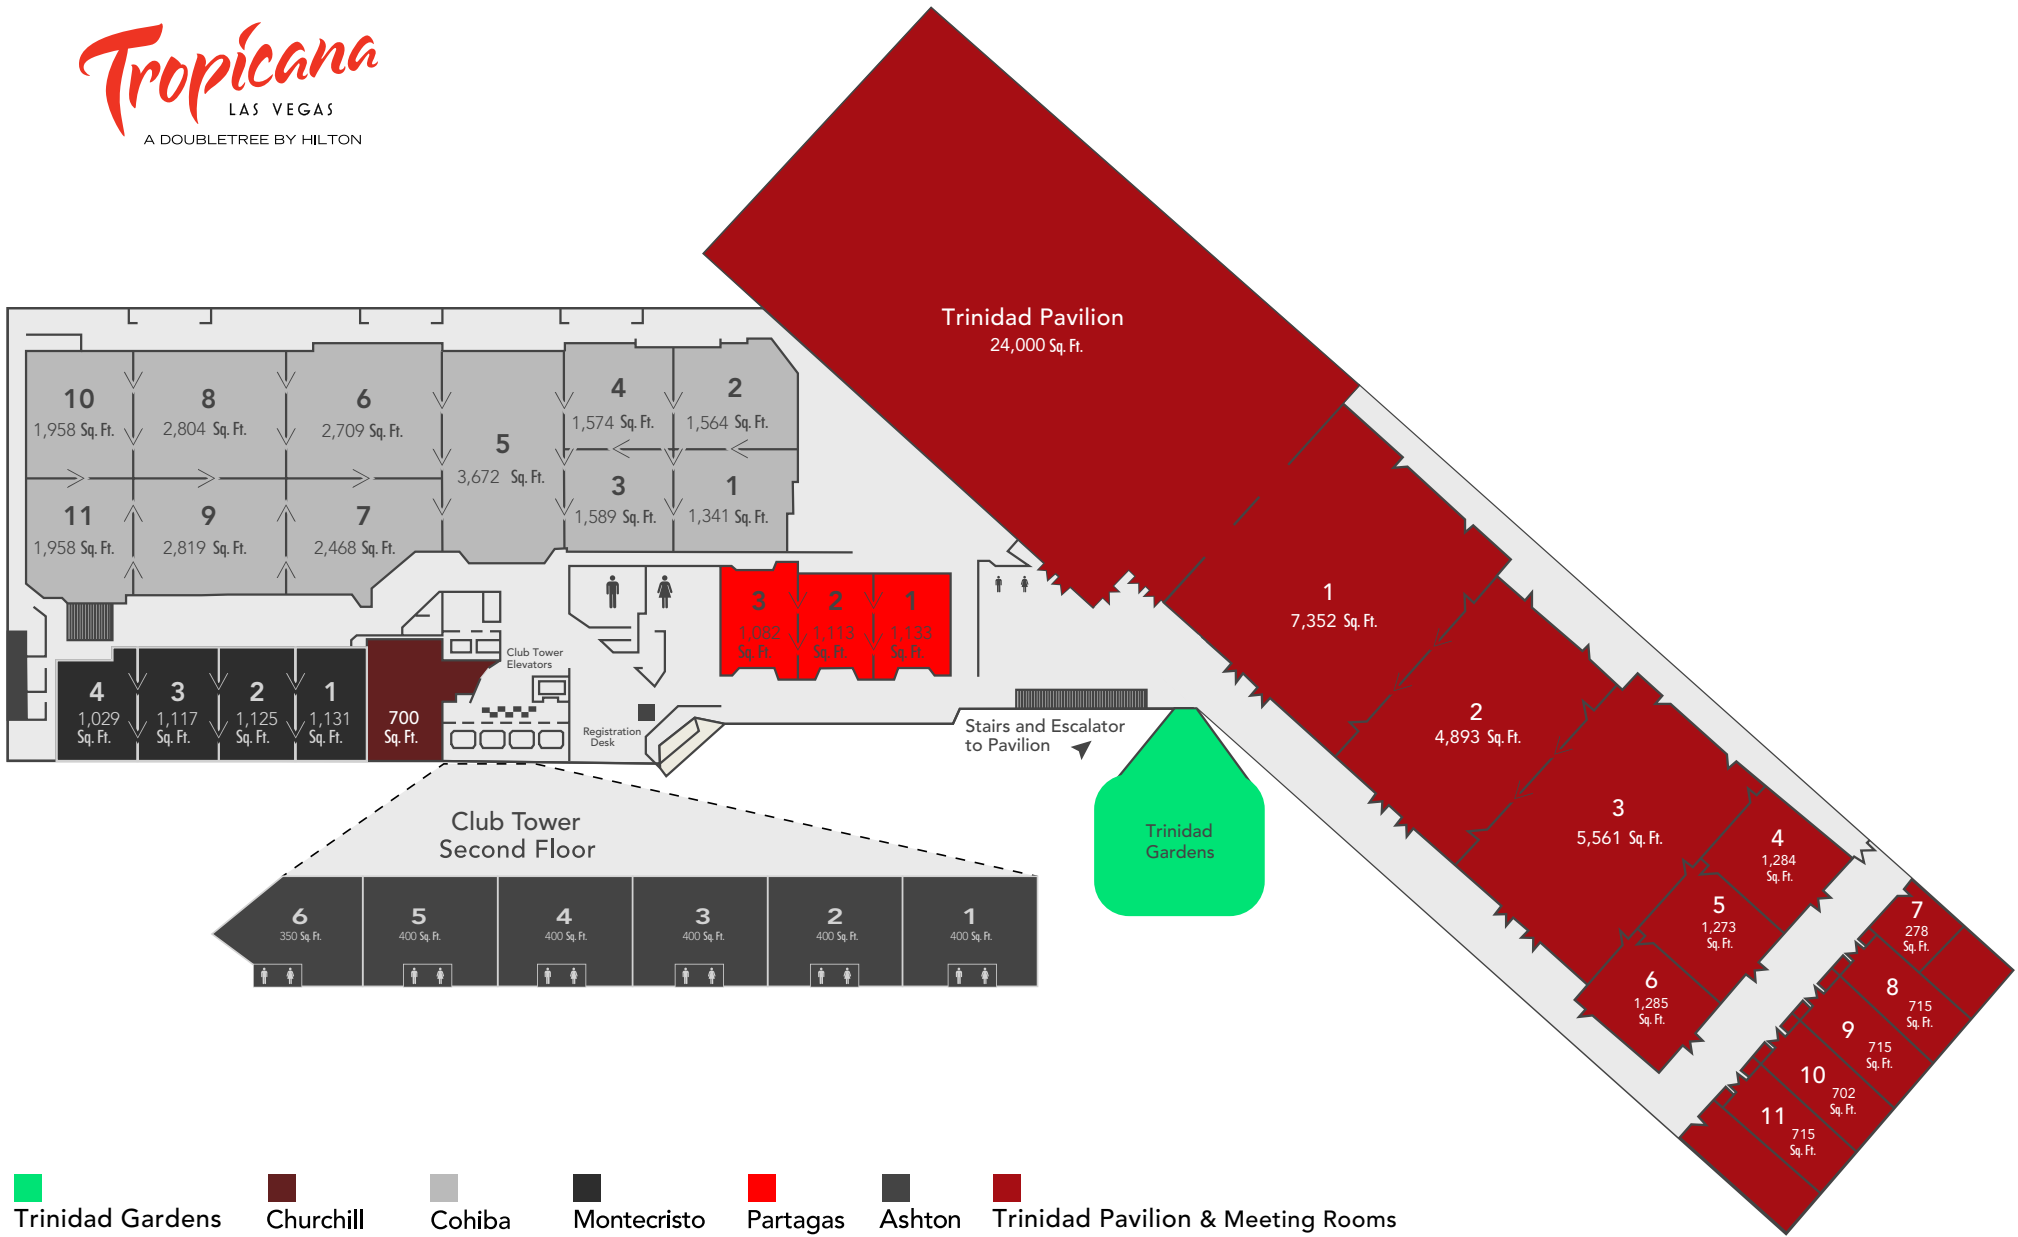 Tropicana
LAS VEGAS
A DOUBLETREE BY HILTON
Trinidad Pavilion
24,000 Sq. Ft.
10
1,958 Sq. Ft.
8
2,804 Sq. Ft.
6
2,709 Sq. Ft.
5
3,672 Sq. Ft.
4
1,574 Sq. Ft.
2
1,564 Sq. Ft.
11
1,958 Sq. Ft.
9
2,819 Sq. Ft.
7
2,468 Sq. Ft.
3
1,589 Sq. Ft.
1
1,341 Sq. Ft.
3
1,082
Sq. Ft.
2
1,113
Sq. Ft.
1
1,133
Sq. Ft.
4
1,029
Sq. Ft.
3
1,117
Sq. Ft.
2
1,125
Sq. Ft.
1
1,131
Sq. Ft.
700
Sq. Ft.
Club Tower
Elevators
Registration
Desk
Stairs and Escalator
to Pavilion
Trinidad
Gardens
Club Tower
Second Floor
6
350 Sq. Ft.
5
400 Sq. Ft.
4
400 Sq. Ft.
3
400 Sq. Ft.
2
400 Sq. Ft.
1
400 Sq. Ft.
1
7,352 Sq. Ft.
2
4,893 Sq. Ft.
3
5,561 Sq. Ft.
4
1,284
Sq. Ft.
5
1,273
Sq. Ft.
6
1,285
Sq. Ft.
7
278
Sq. Ft.
8
715
Sq. Ft.
9
715
Sq. Ft.
10
702
Sq. Ft.
11
715
Sq. Ft.
Trinidad Gardens
Churchill
Cohiba
Montecristo
Partagas
Ashton
Trinidad Pavilion & Meeting Rooms